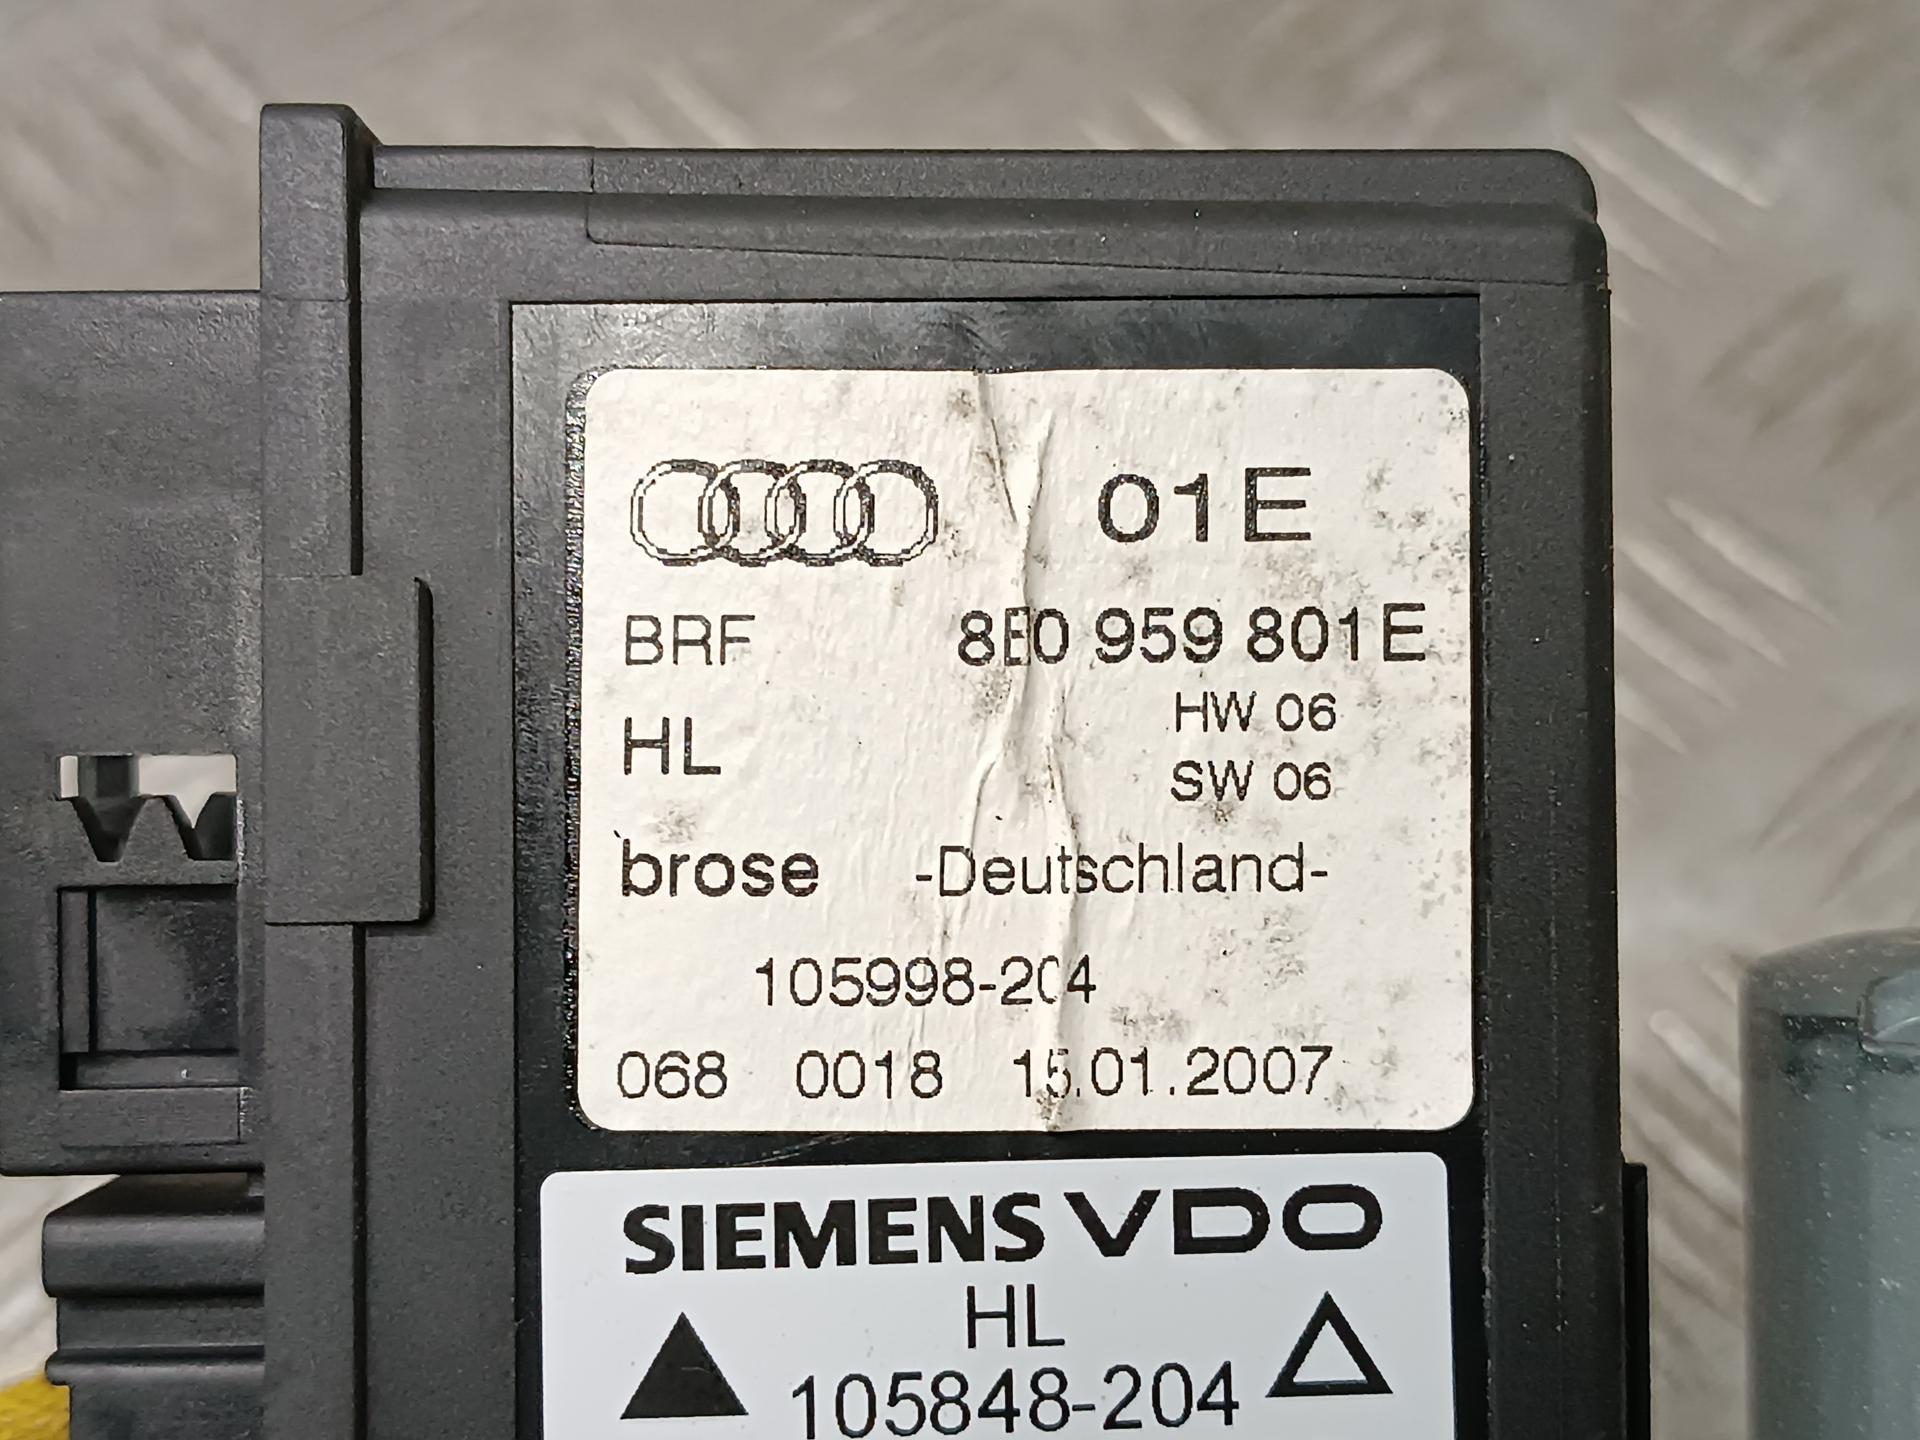 01E
BRF 8E0 959 801E
HL HW 06
SW 06
brose -Deutschland-
105998-204
068 0018 15.01.2007
SIEMENS VDO
HL
105848-204